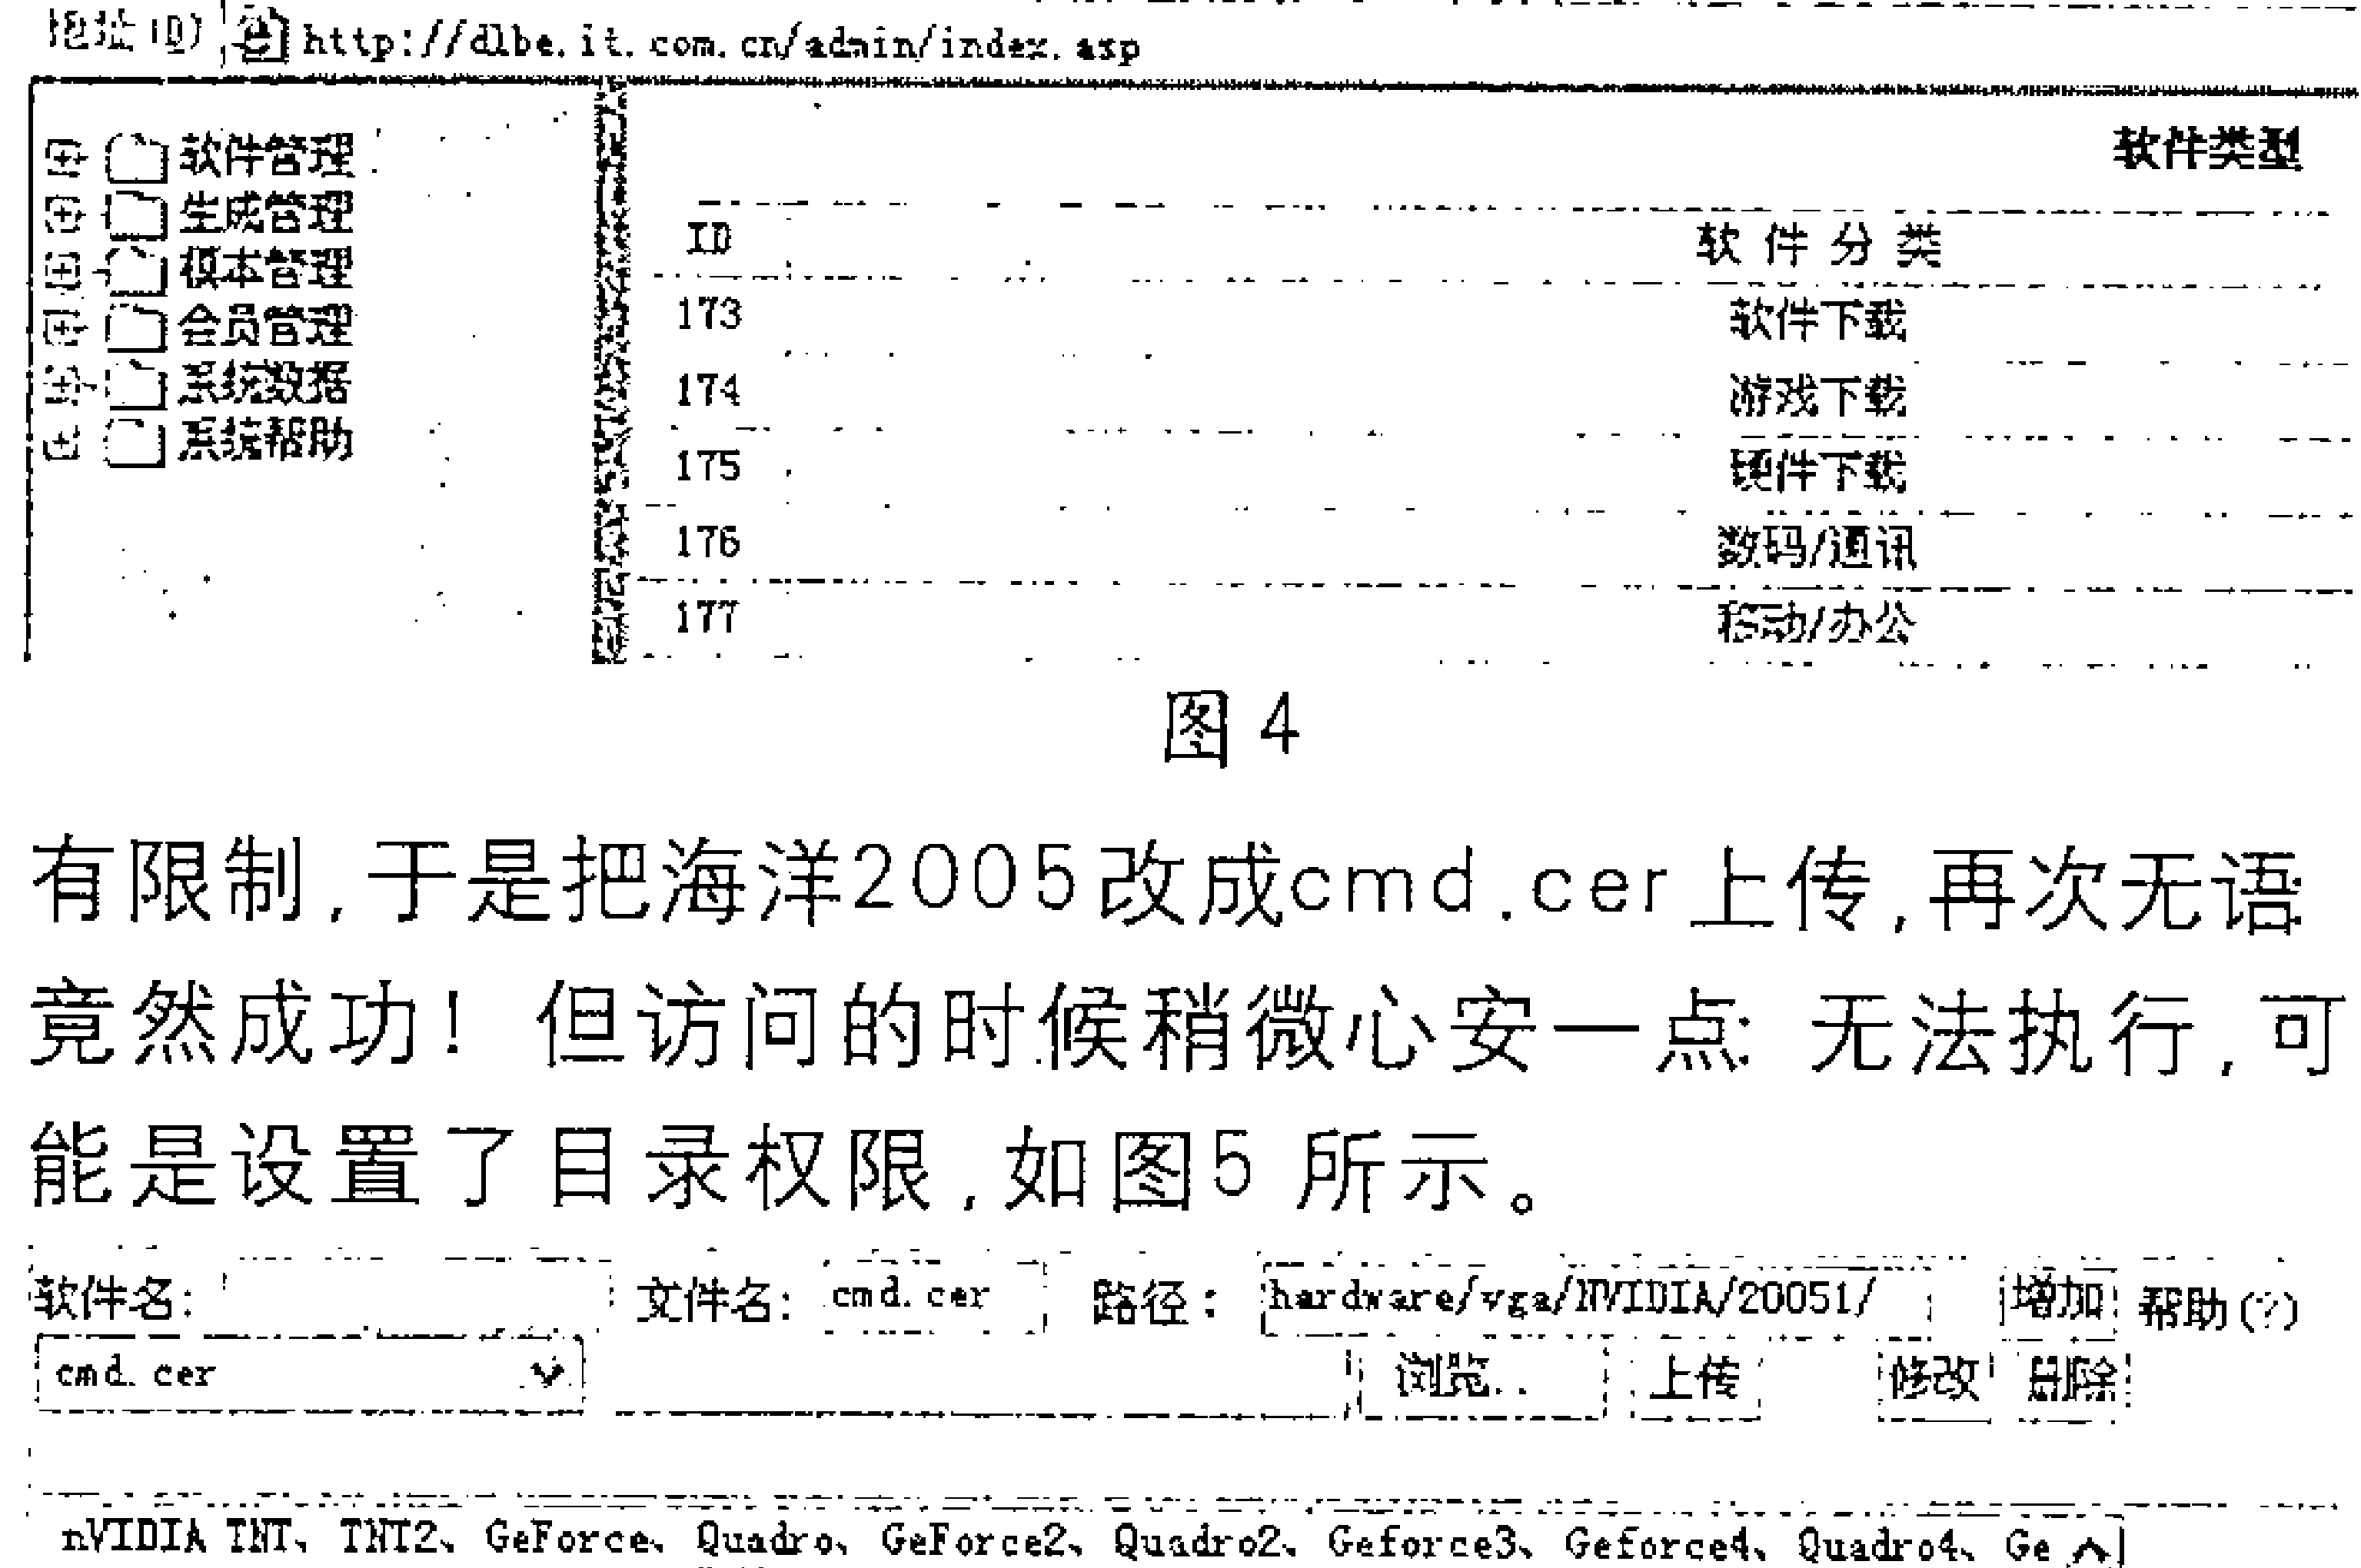 地址(D) http://dlbe.it.com.cn/admin/index.asp
软件管理
生成管理
模本管理
会员管理
系统数据
系统帮助
软件类型
ID 软件分类
173 软件下载
174 游戏下载
175 硬件下载
176 数码/通讯
177 移动/办公
图4
有限制,于是把海洋2005改成cmd.cer上传,再次无语
竟然成功! 但访问的时候稍微心安一点: 无法执行,可
能是设置了目录权限,如图5 所示。
软件名: 文件名: cmd.cer 路径: hardware/vga/NVIDIA/20051/ 增加 帮助(?)
cmd.cer 浏览.. 上传 修改 删除
nVIDIA TNT、TNT2、GeForce、Quadro、GeForce2、Quadro2、Geforce3、Geforce4、Quadro4、Ge